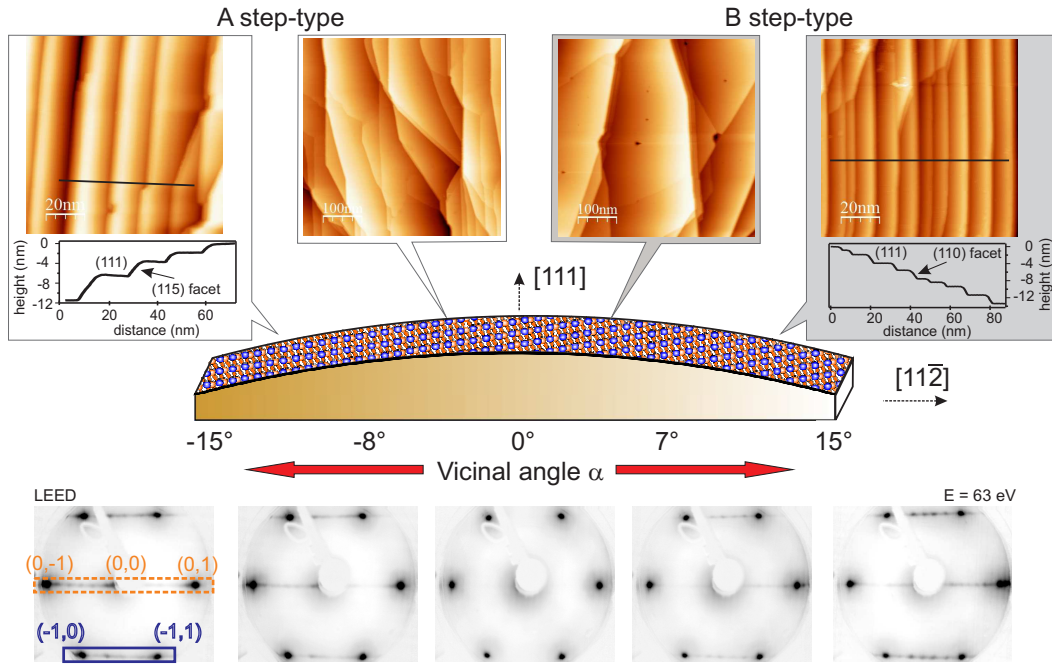 A step-type
B step-type
20nm
100nm
100nm
20nm
height (nm)
0
-4
-8
-12
(111)
(115) facet
0
20
40
60
distance (nm)
(111)
(110) facet
0
-4
-8
-12
height (nm)
0
20
40
60
80
distance (nm)
[111]
[112̅]
-15°
-8°
0°
7°
15°
Vicinal angle α
LEED
E = 63 eV
(0,-1)
(0,0)
(0,1)
(-1,0)
(-1,1)